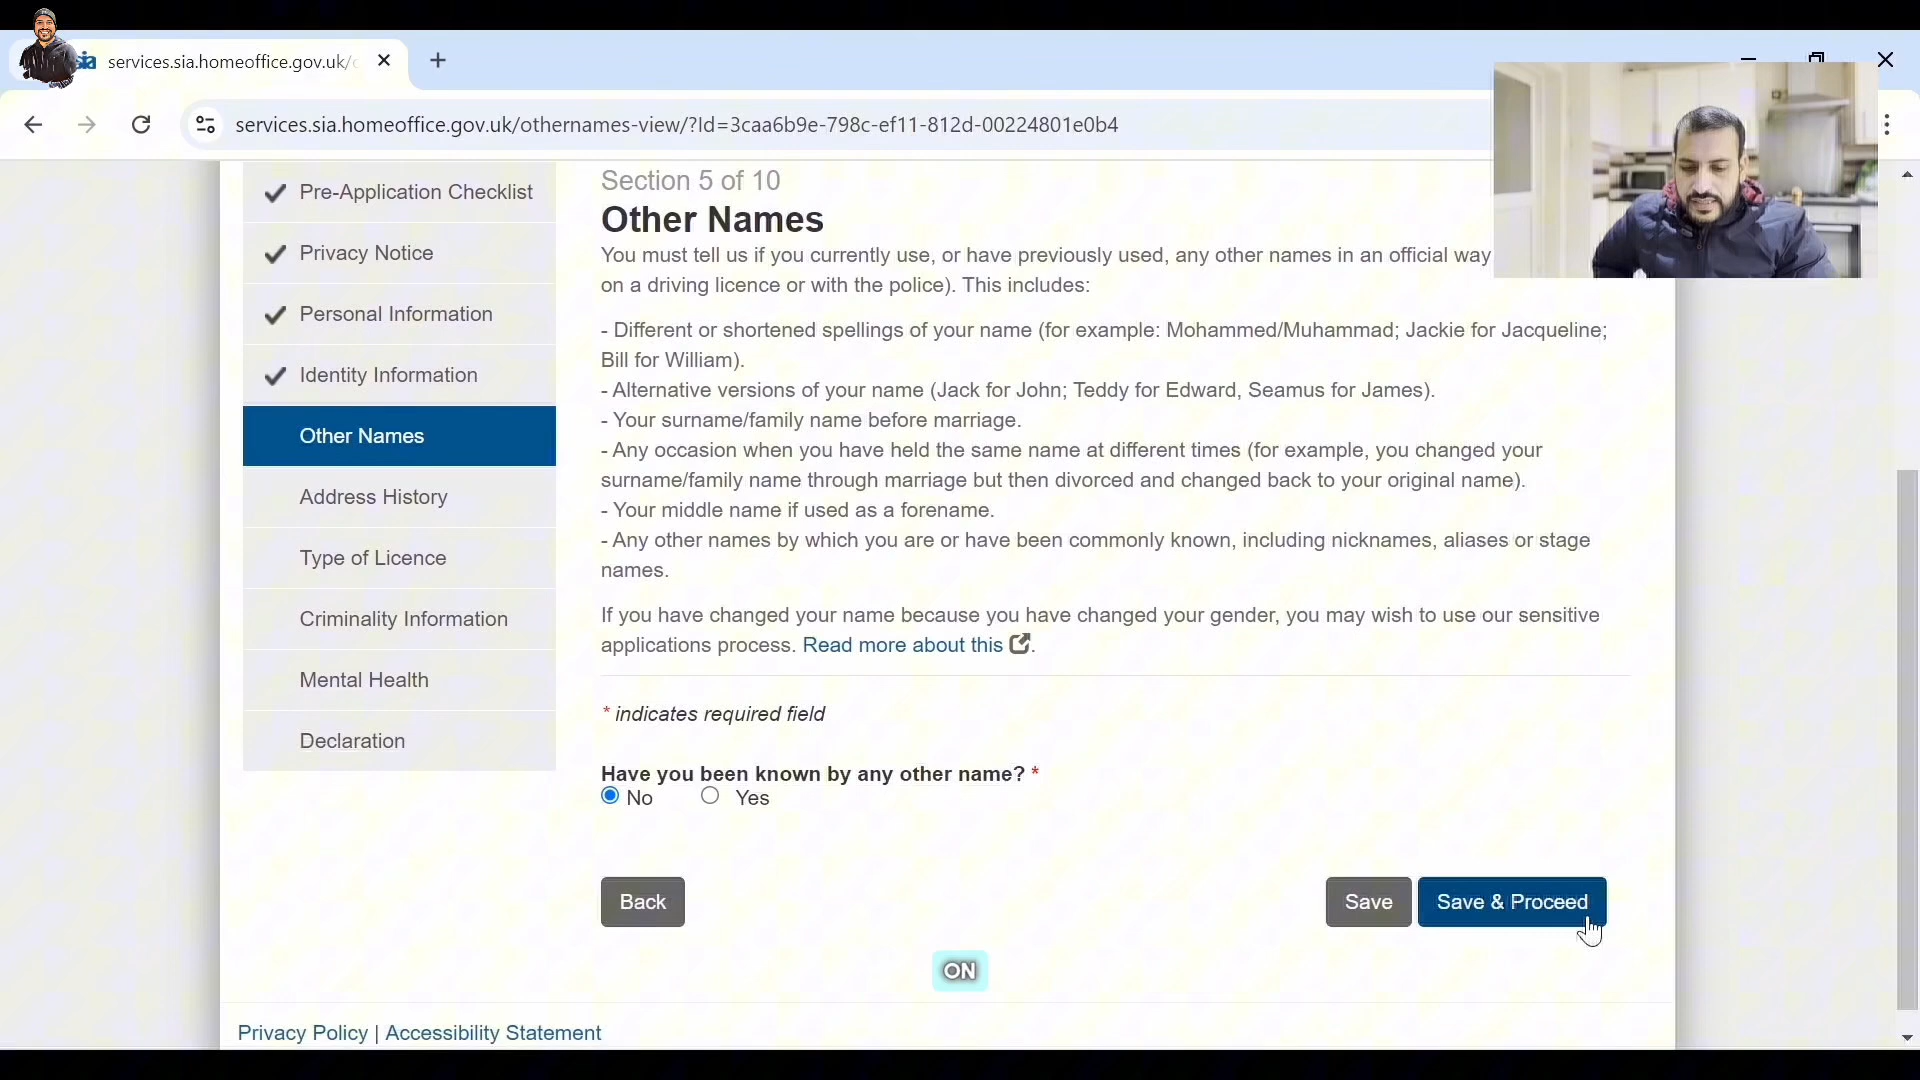 sia services.sia.homeoffice.gov.uk/
services.sia.homeoffice.gov.uk/othernames-view/?Id=3caa6b9e-798c-ef11-812d-00224801e0b4
Pre-Application Checklist
Privacy Notice
Personal Information
Identity Information
Other Names
Address History
Type of Licence
Criminality Information
Mental Health
Declaration
Section 5 of 10
Other Names
You must tell us if you currently use, or have previously used, any other names in an official way
on a driving licence or with the police). This includes:
- Different or shortened spellings of your name (for example: Mohammed/Muhammad; Jackie for Jacqueline;
Bill for William).
- Alternative versions of your name (Jack for John; Teddy for Edward, Seamus for James).
- Your surname/family name before marriage.
- Any occasion when you have held the same name at different times (for example, you changed your
surname/family name through marriage but then divorced and changed back to your original name).
- Your middle name if used as a forename.
- Any other names by which you are or have been commonly known, including nicknames, aliases or stage
names.
If you have changed your name because you have changed your gender, you may wish to use our sensitive
applications process. Read more about this.
* indicates required field
Have you been known by any other name? *
No Yes
Back Save Save & Proceed
ON
Privacy Policy | Accessibility Statement